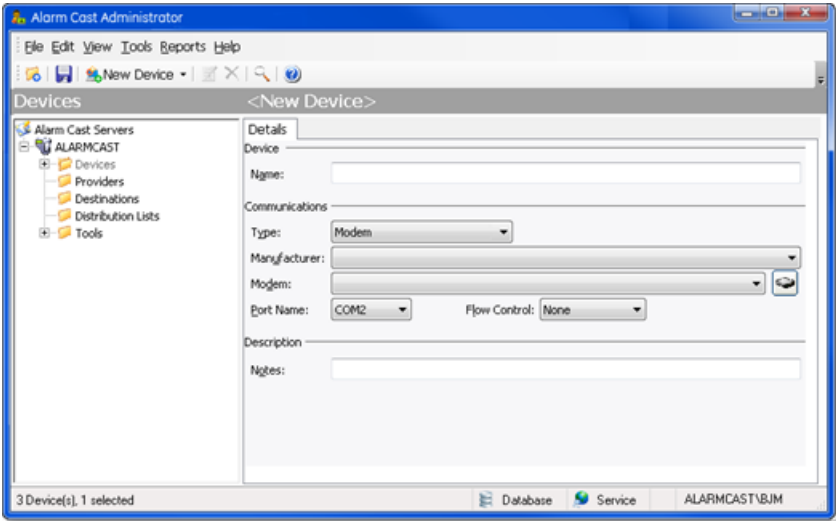 Alarm Cast Administrator
File Edit View Tools Reports Help
New Device
Devices
<New Device>
Alarm Cast Servers
ALARMCAST
Devices
Providers
Destinations
Distribution Lists
Tools
Details
Device
Name:
Communications
Type: Modem
Manufacturer:
Modem:
Port Name: COM2 Flow Control: None
Description
Notes:
3 Device(s), 1 selected Database Service ALARMCAST\BJM